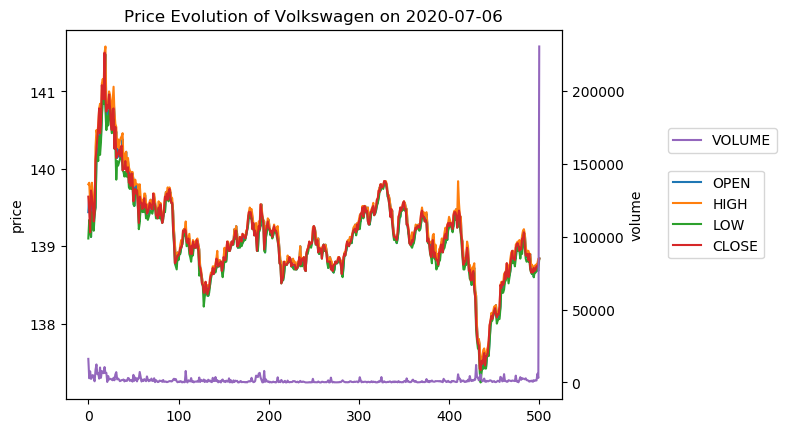 Price Evolution of Volkswagen on 2020-07-06
price
141
140
139
138
0
100
200
300
400
500
volume
200000
150000
100000
50000
0
VOLUME
OPEN
HIGH
LOW
CLOSE